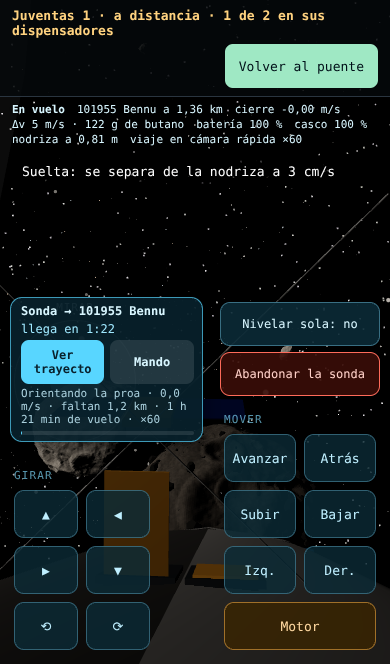 Juventas 1 · a distancia · 1 de 2 en sus
dispensadores
Volver al puente
En vuelo 101955 Bennu a 1,36 km · cierre -0,00 m/s
Δv 5 m/s · 122 g de butano batería 100 % casco 100 %
nodriza a 0,81 m viaje en cámara rápida ×60
Suelta: se separa de la nodriza a 3 cm/s
Sonda → 101955 Bennu
llega en 1:22
Ver
trayecto
Mando
Orientando la proa · 0,0
m/s · faltan 1,2 km · 1 h
21 min de vuelo · ×60
Nivelar sola: no
Abandonar la sonda
MOVER
Avanzar
Atrás
Subir
Bajar
Izq.
Der.
Motor
GIRAR
▲
◀
▶
▼
⟲
⟳